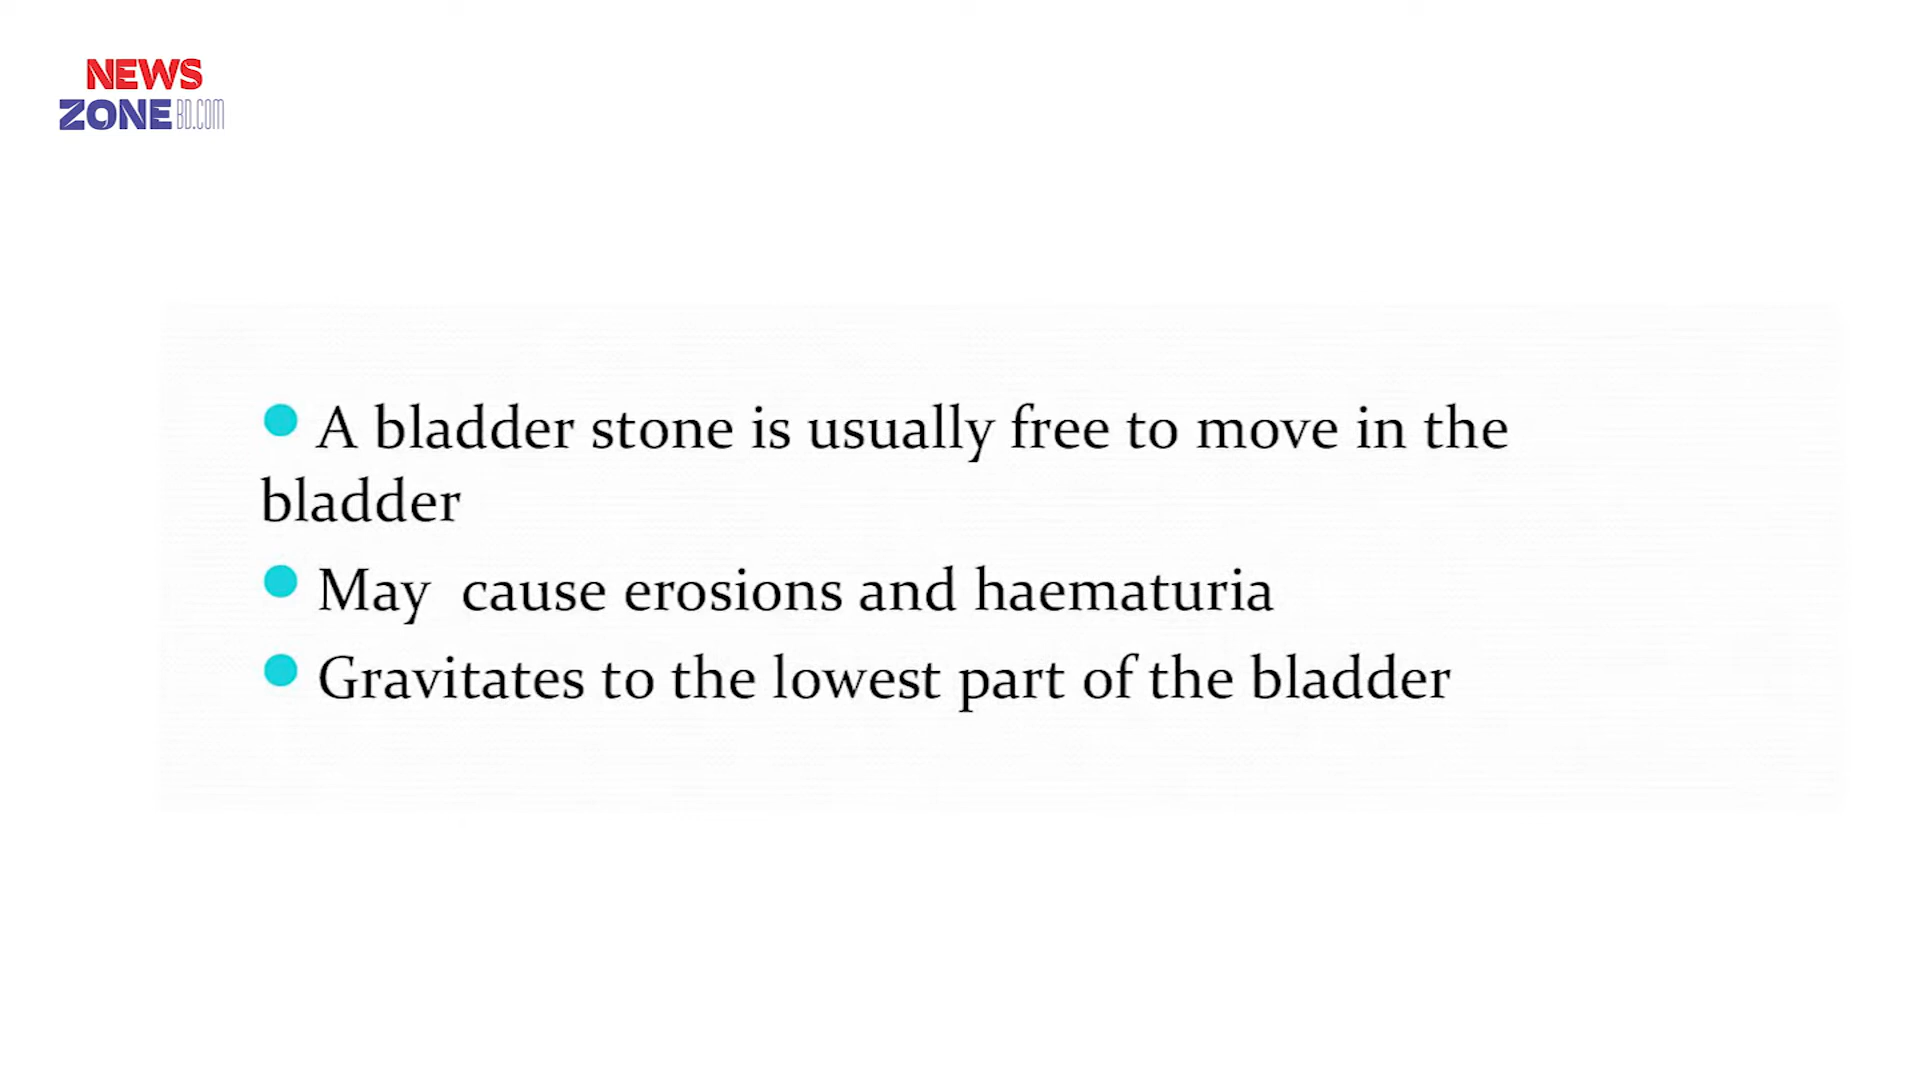 NEWS
ZONE BD.COM
A bladder stone is usually free to move in the
bladder
May cause erosions and haematuria
Gravitates to the lowest part of the bladder